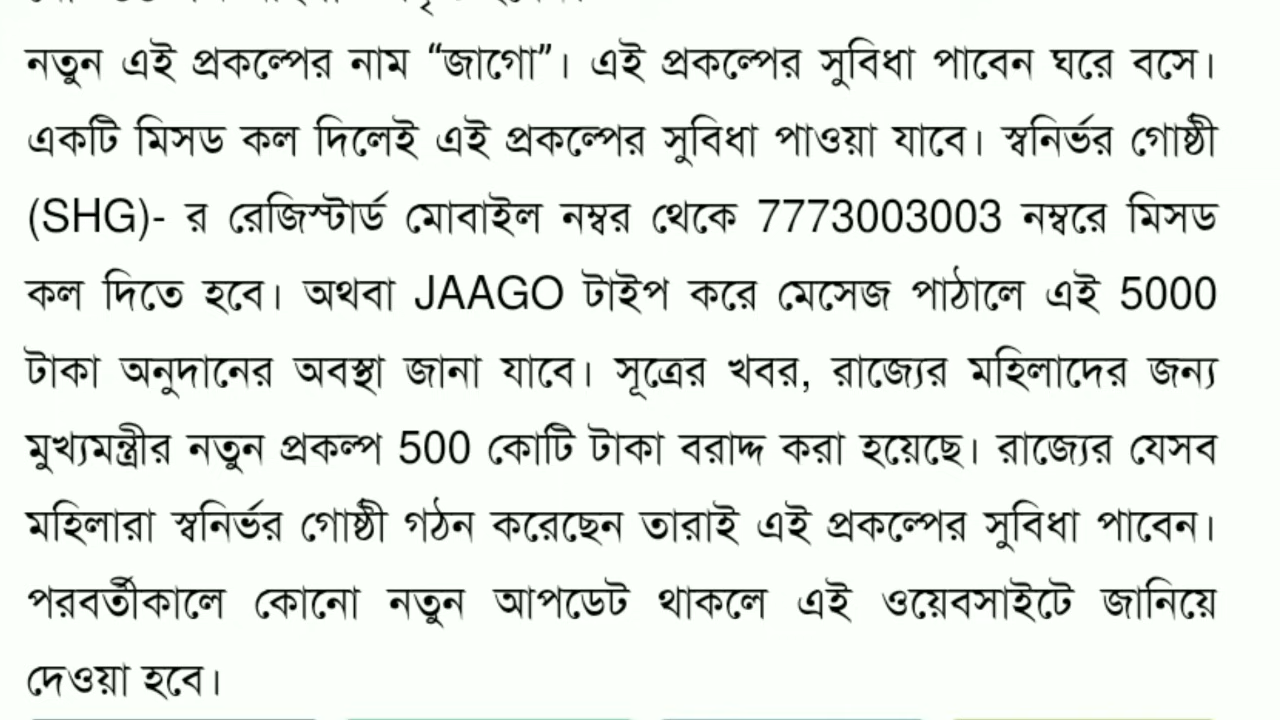 নতুন এই প্রকল্পের নাম “জাগো”। এই প্রকল্পের সুবিধা পাবেন ঘরে বসে।
একটি মিসড কল দিলেই এই প্রকল্পের সুবিধা পাওয়া যাবে। স্বনির্ভর গোষ্ঠী
(SHG)- র রেজিস্টার্ড মোবাইল নম্বর থেকে 7773003003 নম্বরে মিসড
কল দিতে হবে। অথবা JAAGO টাইপ করে মেসেজ পাঠালে এই 5000
টাকা অনুদানের অবস্থা জানা যাবে। সূত্রের খবর, রাজ্যের মহিলাদের জন্য
মুখ্যমন্ত্রীর নতুন প্রকল্প 500 কোটি টাকা বরাদ্দ করা হয়েছে। রাজ্যের যেসব
মহিলারা স্বনির্ভর গোষ্ঠী গঠন করেছেন তারাই এই প্রকল্পের সুবিধা পাবেন।
পরবর্তীকালে কোনো নতুন আপডেট থাকলে এই ওয়েবসাইটে জানিয়ে
দেওয়া হবে।